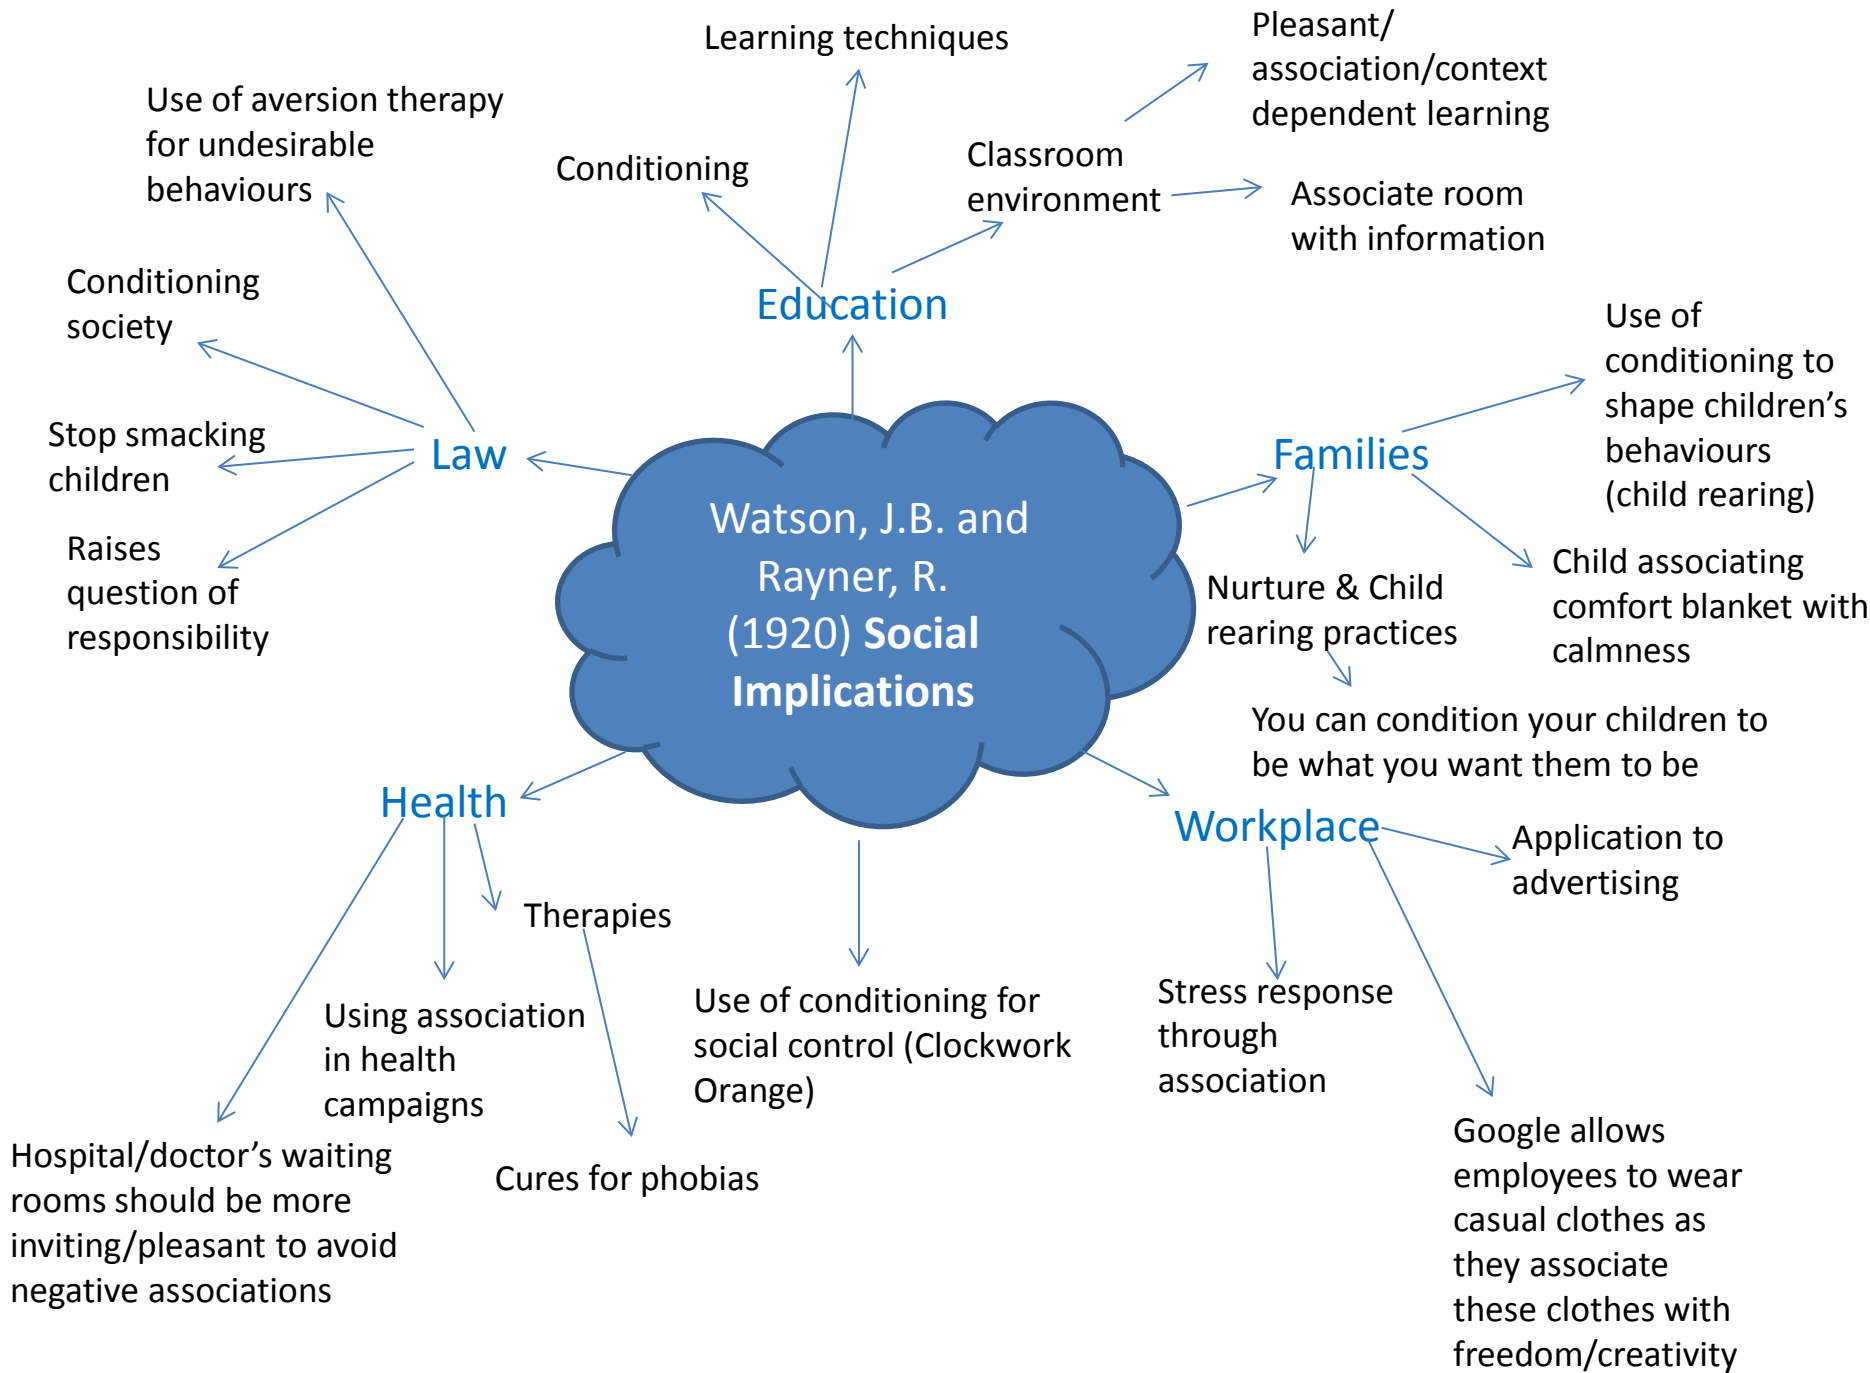 Learning techniques
Pleasant/
association/context
dependent learning
Use of aversion therapy
for undesirable
behaviours
Conditioning
Classroom
environment
Associate room
with information
Conditioning
society
Education
Use of
conditioning to
shape children’s
behaviours
(child rearing)
Stop smacking
children
Law
Families
Watson, J.B. and
Rayner, R.
(1920) Social
Implications
Raises
question of
responsibility
Nurture & Child
rearing practices
Child associating
comfort blanket with
calmness
You can condition your children to
be what you want them to be
Health
Workplace
Application to
advertising
Therapies
Using association
in health
campaigns
Use of conditioning for
social control (Clockwork
Orange)
Stress response
through
association
Hospital/doctor’s waiting
rooms should be more
inviting/pleasant to avoid
negative associations
Cures for phobias
Google allows
employees to wear
casual clothes as
they associate
these clothes with
freedom/creativity